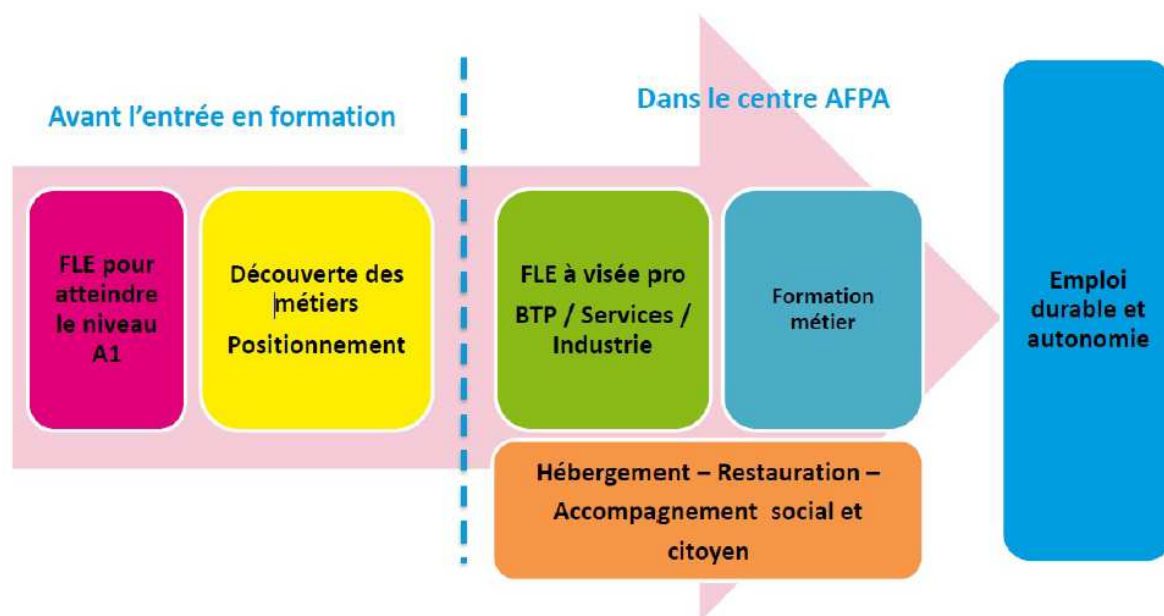 Avant l'entrée en formation
Dans le centre AFPA
FLE pour
atteindre
le niveau
A1
Découverte des
métiers
Positionnement
FLE à visée pro
BTP / Services /
Industrie
Formation
métier
Hébergement – Restauration –
Accompagnement social et
citoyen
Emploi
durable et
autonomie